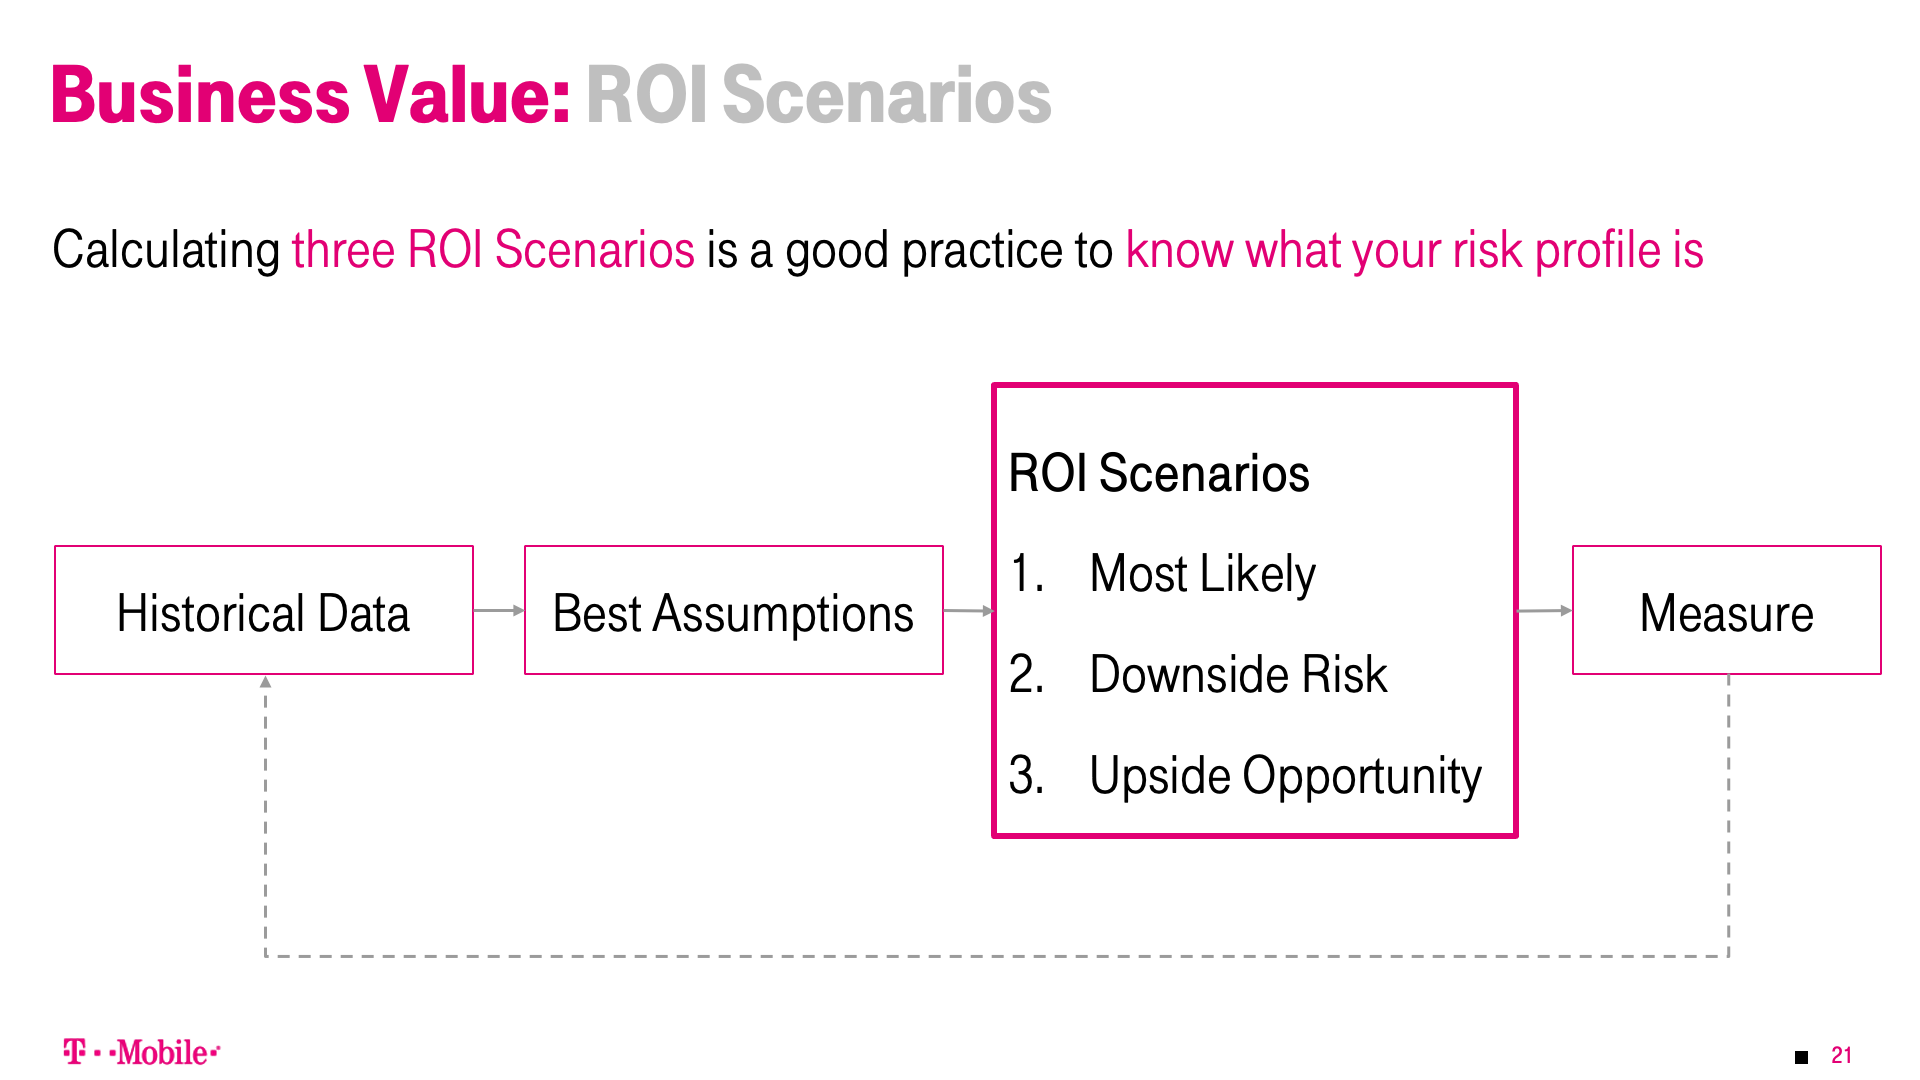 Business Value: ROI Scenarios
Calculating three ROI Scenarios is a good practice to know what your risk profile is
Historical Data
Best Assumptions
ROI Scenarios
1. Most Likely
2. Downside Risk
3. Upside Opportunity
Measure
T··Mobile·
21